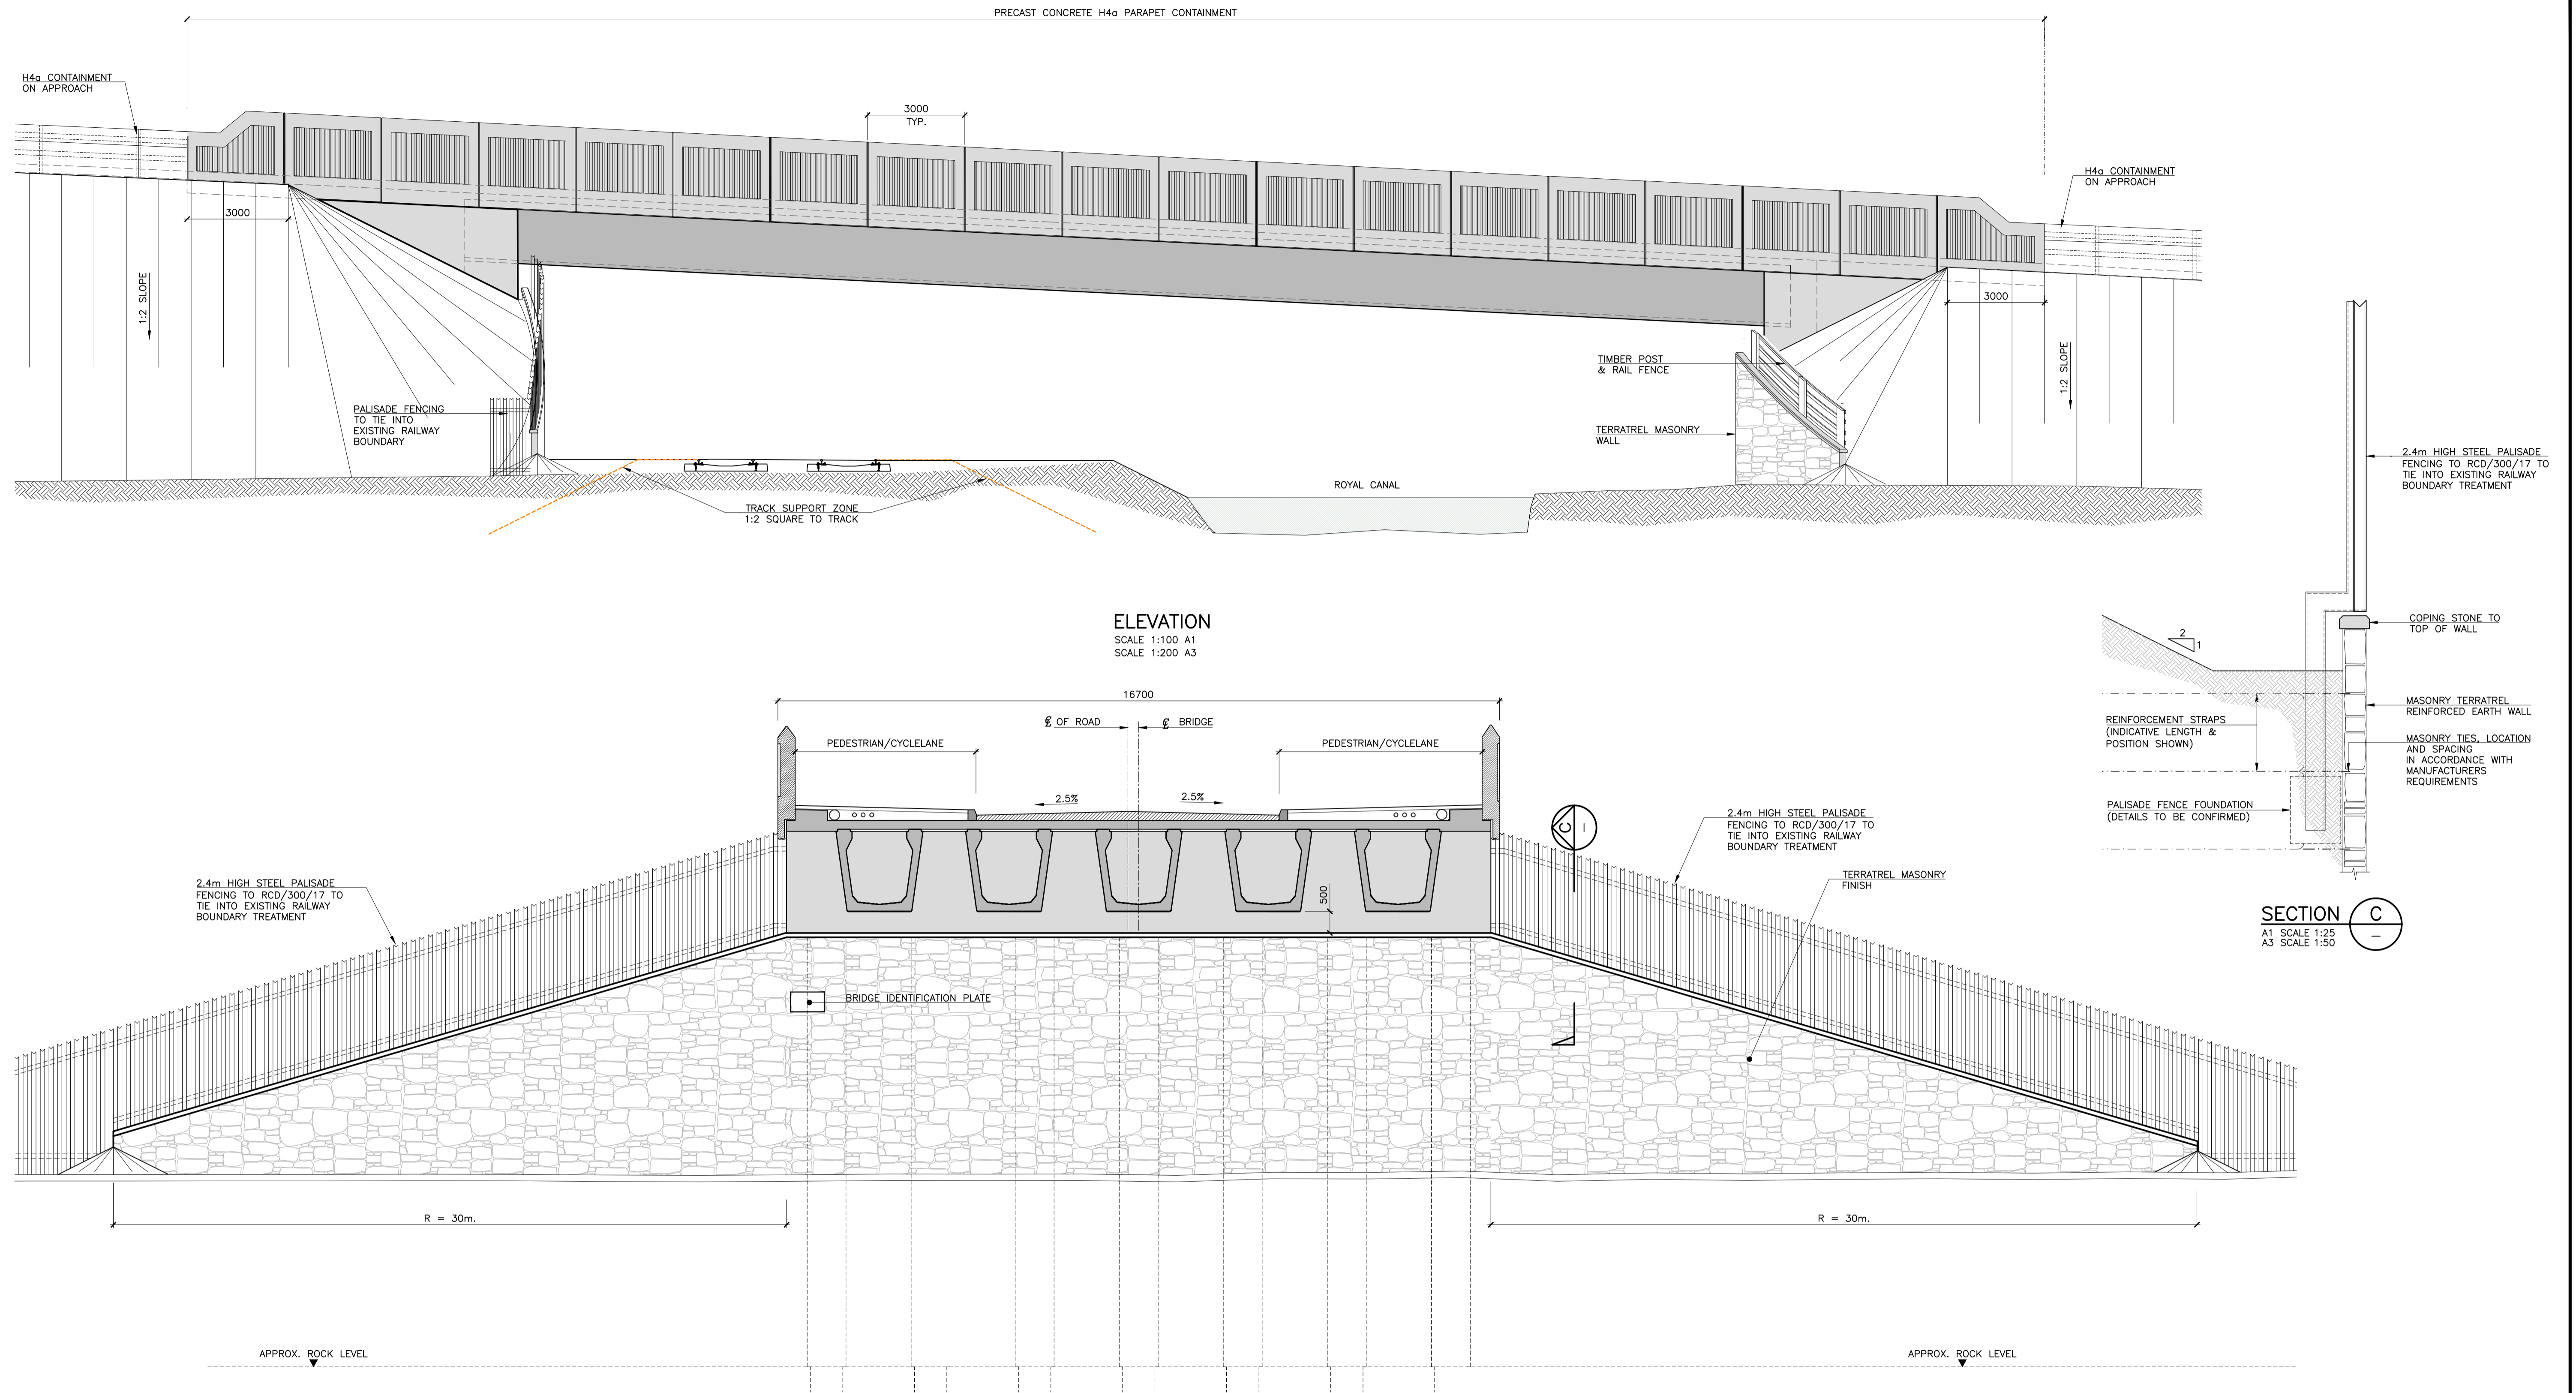 PRECAST CONCRETE H4a PARAPET CONTAINMENT
H4a CONTAINMENT
ON APPROACH
3000
TYP.
H4a CONTAINMENT
ON APPROACH
3000
3000
1:2 SLOPE
1:2 SLOPE
TIMBER POST
& RAIL FENCE
PALISADE FENCING
TO TIE INTO
EXISTING RAILWAY
BOUNDARY
TERRATREL MASONRY
WALL
ROYAL CANAL
TRACK SUPPORT ZONE
1:2 SQUARE TO TRACK
2.4m HIGH STEEL PALISADE
FENCING TO RCD/300/17 TO
TIE INTO EXISTING RAILWAY
BOUNDARY TREATMENT
ELEVATION
SCALE 1:100 A1
SCALE 1:200 A3
COPING STONE TO
TOP OF WALL
2
1
MASONRY TERRATREL
REINFORCED EARTH WALL
REINFORCEMENT STRAPS
(INDICATIVE LENGTH &
POSITION SHOWN)
MASONRY TIES, LOCATION
AND SPACING
IN ACCORDANCE WITH
MANUFACTURERS
REQUIREMENTS
PALISADE FENCE FOUNDATION
(DETAILS TO BE CONFIRMED)
SECTION
C
–
A1 SCALE 1:25
A3 SCALE 1:50
16700
℄ OF ROAD
℄ BRIDGE
PEDESTRIAN/CYCLELANE
PEDESTRIAN/CYCLELANE
2.5%
2.5%
C
–
2.4m HIGH STEEL PALISADE
FENCING TO RCD/300/17 TO
TIE INTO EXISTING RAILWAY
BOUNDARY TREATMENT
2.4m HIGH STEEL PALISADE
FENCING TO RCD/300/17 TO
TIE INTO EXISTING RAILWAY
BOUNDARY TREATMENT
TERRATREL MASONRY
FINISH
500
BRIDGE IDENTIFICATION PLATE
R = 30m.
R = 30m.
APPROX. ROCK LEVEL
APPROX. ROCK LEVEL